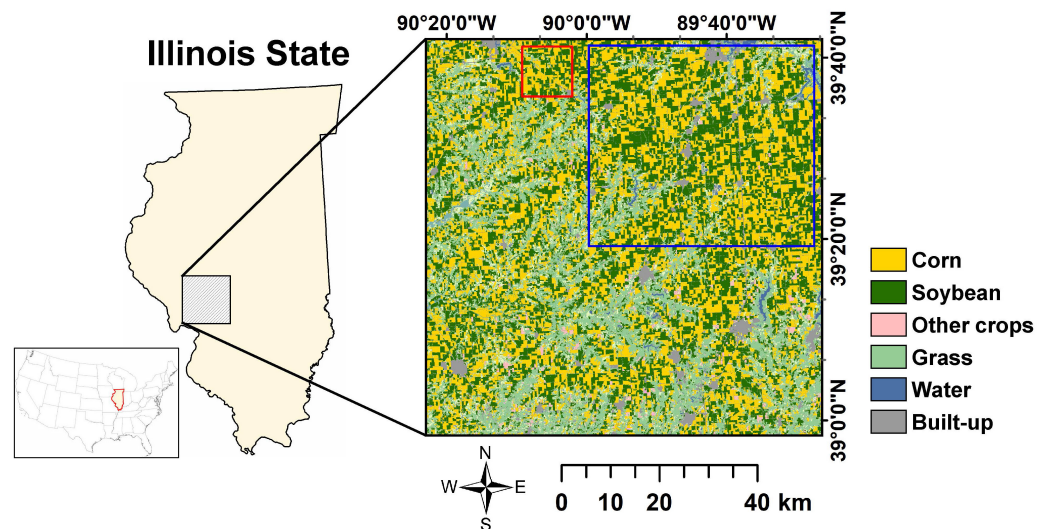 90°20'0"W 90°0'0"W 89°40'0"W
Illinois State
39°40'0"N
39°20'0"N
39°0'0"N
Corn
Soybean
Other crops
Grass
Water
Built-up
N
W E
S
0 10 20 40 km